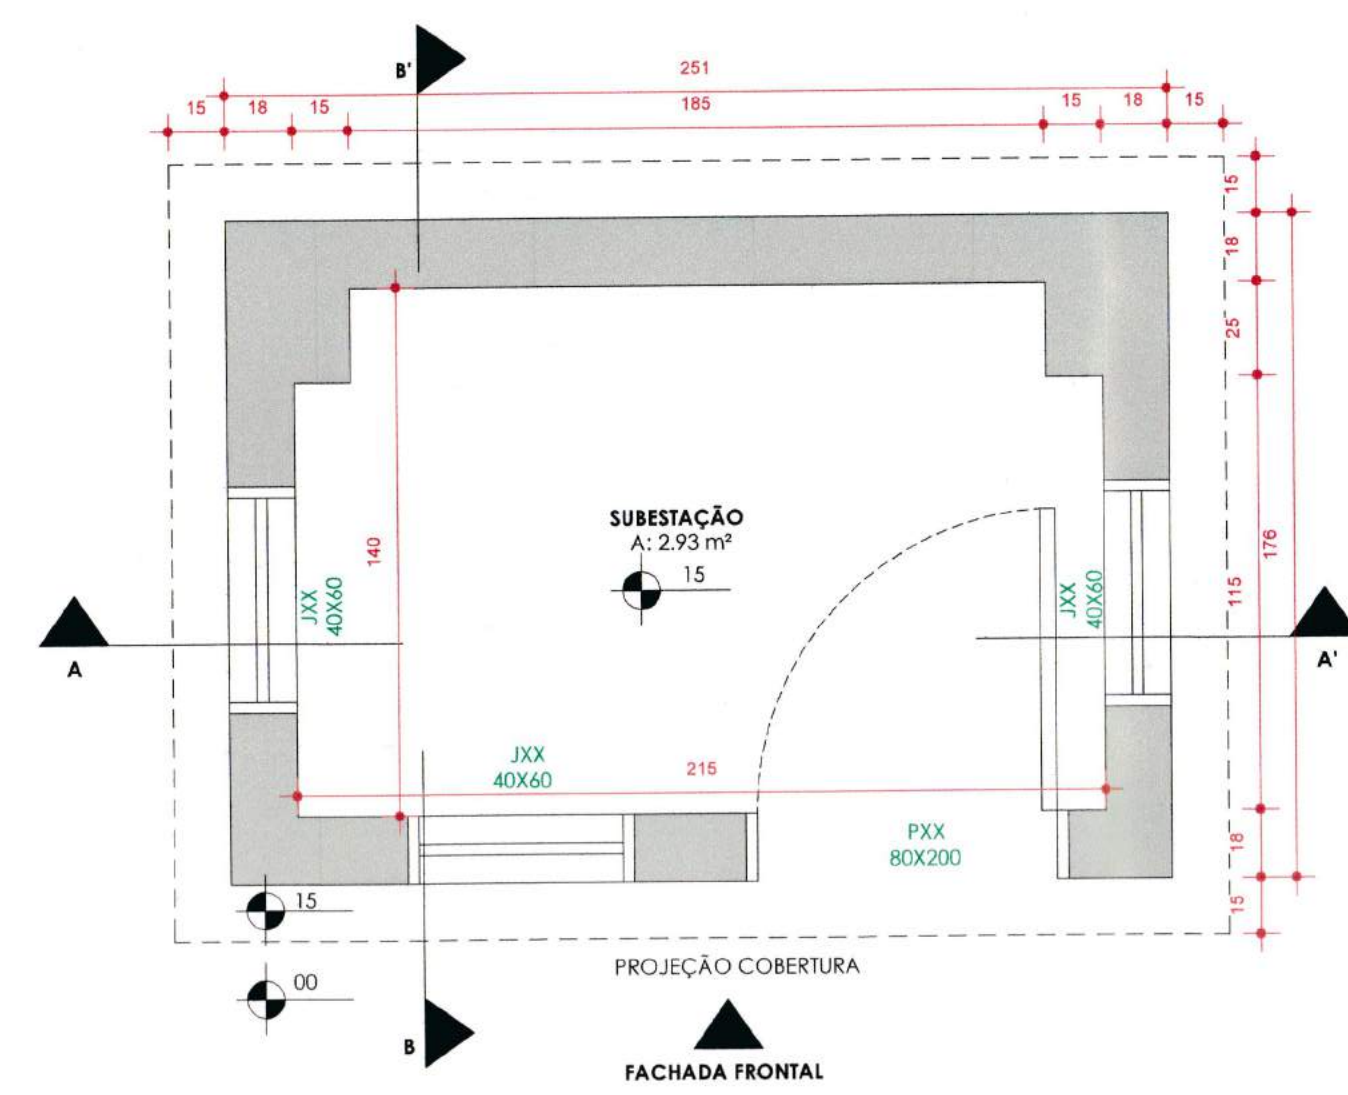 B'
251
15
18
15
185
15
18
15
15
18
25
SUBESTAÇÃO
A: 2.93 m²
15
140
JXX
40X60
JXX
40X60
176
115
A
A'
JXX
40X60
215
PXX
80X200
18
15
15
00
PROJEÇÃO COBERTURA
B
FACHADA FRONTAL